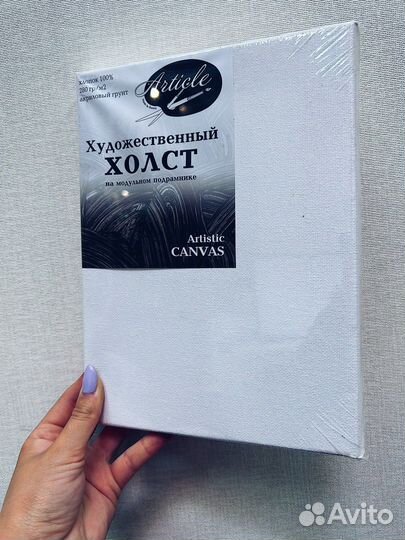 хлопок 100%
280 гр/м2
акриловый грунт
Article
Художественный
ХОЛСТ
на модульном подрамнике
Artistic
CANVAS
Avito